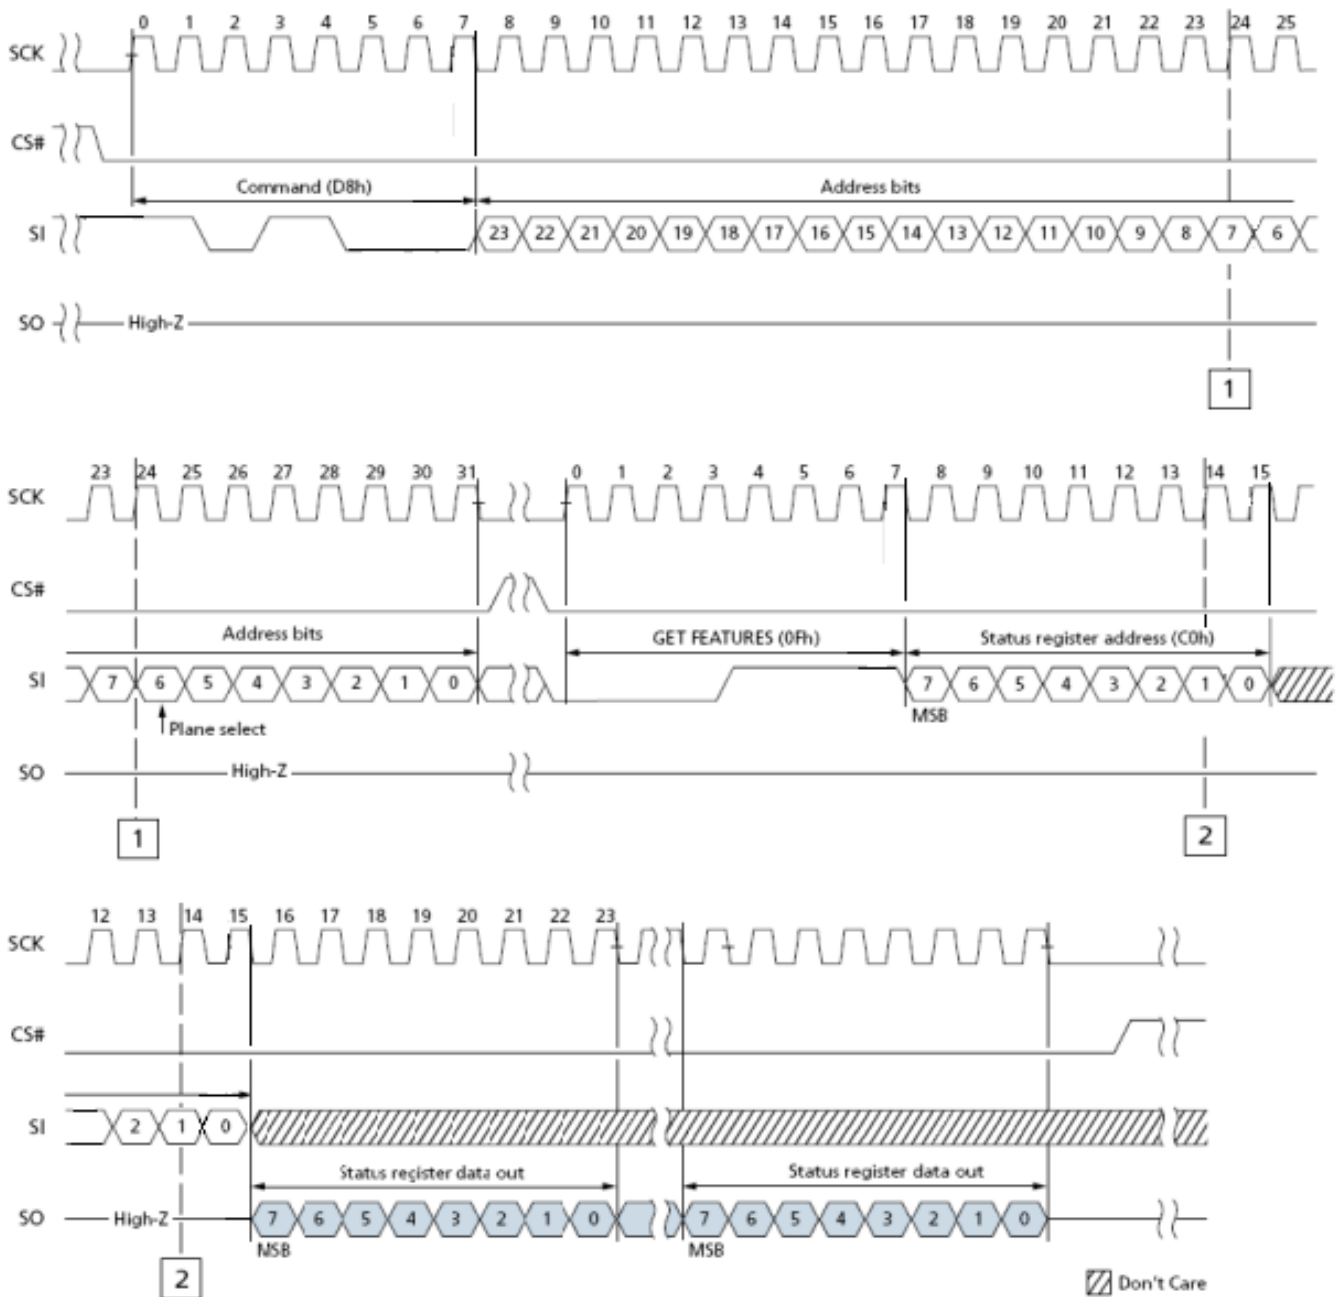 0 1 2 3 4 5 6 7 8 9 10 11 12 13 14 15 16 17 18 19 20 21 22 23 24 25
SCK
CS#
Command (D8h) Address bits
SI 23 22 21 20 19 18 17 16 15 14 13 12 11 10 9 8 7 6
SO High-Z
1
23 24 25 26 27 28 29 30 31 0 1 2 3 4 5 6 7 8 9 10 11 12 13 14 15
SCK
CS#
Address bits GET FEATURES (0Fh) Status register address (C0h)
SI 7 6 5 4 3 2 1 0 7 6 5 4 3 2 1 0
Plane select MSB
SO High-Z
1 2
12 13 14 15 16 17 18 19 20 21 22 23
SCK
CS#
SI 2 1 0
Status register data out Status register data out
SO High-Z 7 6 5 4 3 2 1 0 7 6 5 4 3 2 1 0
MSB MSB
2 Don't Care